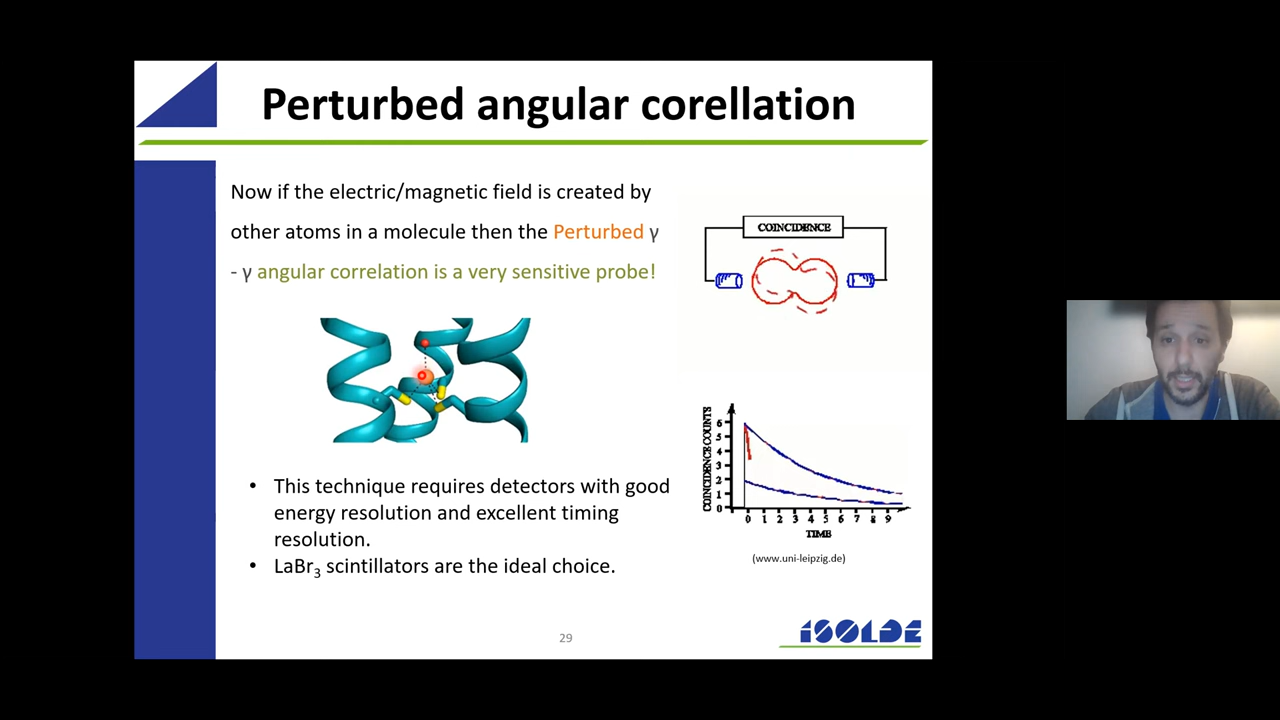 Perturbed angular corellation
Now if the electric/magnetic field is created by
other atoms in a molecule then the Perturbed γ
- γ angular correlation is a very sensitive probe!
COINCIDENCE
• This technique requires detectors with good
energy resolution and excellent timing
resolution.
• LaBr3 scintillators are the ideal choice.
COINCIDENCE COUNTS
6
5
4
3
2
1
0
0 1 2 3 4 5 6 7 8 9
TIME
(www.uni-leipzig.de)
29
ISOLDE